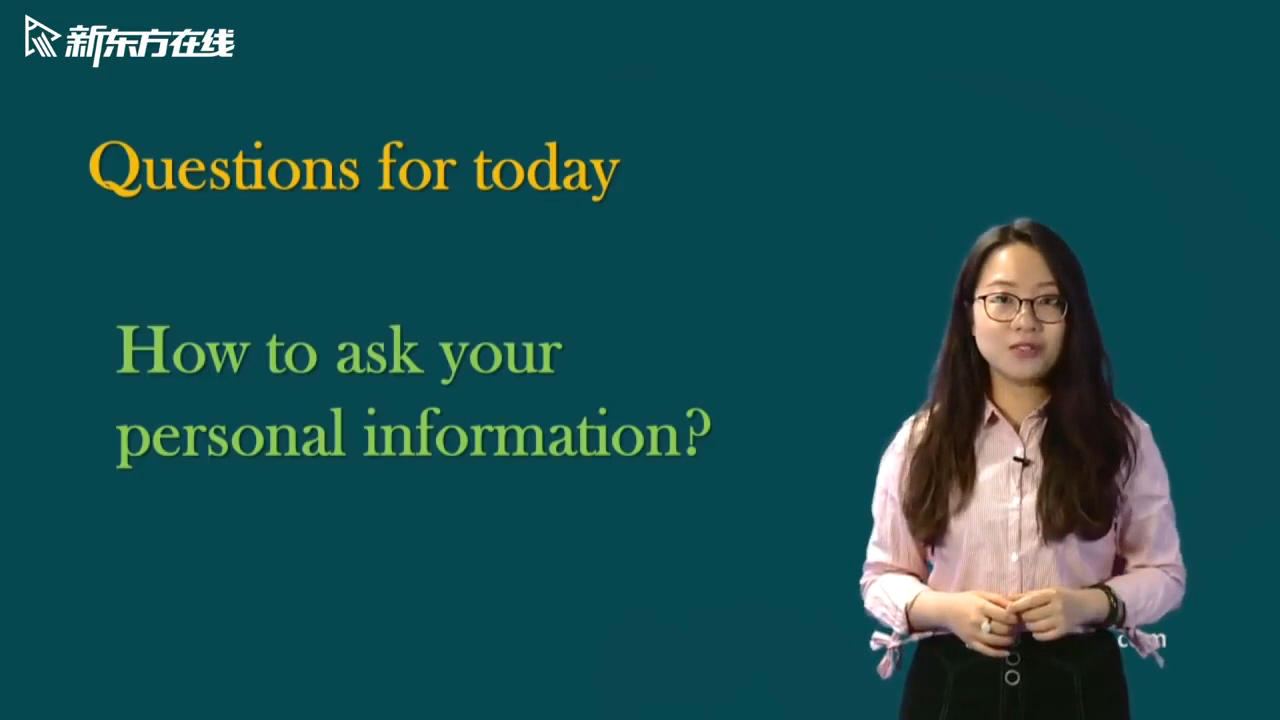 新东方在线
Questions for today
How to ask your
personal information?